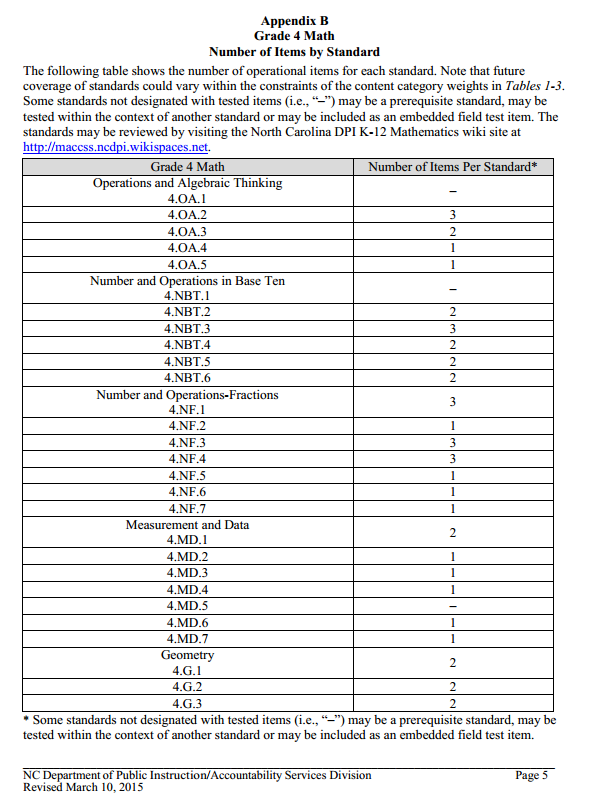 Appendix B
Grade 4 Math
Number of Items by Standard
The following table shows the number of operational items for each standard. Note that future
coverage of standards could vary within the constraints of the content category weights in Tables 1-3.
Some standards not designated with tested items (i.e., “–”) may be a prerequisite standard, may be
tested within the context of another standard or may be included as an embedded field test item. The
standards may be reviewed by visiting the North Carolina DPI K-12 Mathematics wiki site at
http://maccss.ncdpi.wikispaces.net.
Grade 4 Math Number of Items Per Standard*
Operations and Algebraic Thinking
4.OA.1 –
4.OA.2 3
4.OA.3 2
4.OA.4 1
4.OA.5 1
Number and Operations in Base Ten
4.NBT.1 –
4.NBT.2 2
4.NBT.3 3
4.NBT.4 2
4.NBT.5 2
4.NBT.6 2
Number and Operations-Fractions
4.NF.1 3
4.NF.2 1
4.NF.3 3
4.NF.4 3
4.NF.5 1
4.NF.6 1
4.NF.7 1
Measurement and Data
4.MD.1 2
4.MD.2 1
4.MD.3 1
4.MD.4 1
4.MD.5 –
4.MD.6 1
4.MD.7 1
Geometry
4.G.1 2
4.G.2 2
4.G.3 2
* Some standards not designated with tested items (i.e., “–”) may be a prerequisite standard, may be
tested within the context of another standard or may be included as an embedded field test item.
NC Department of Public Instruction/Accountability Services Division Page 5
Revised March 10, 2015